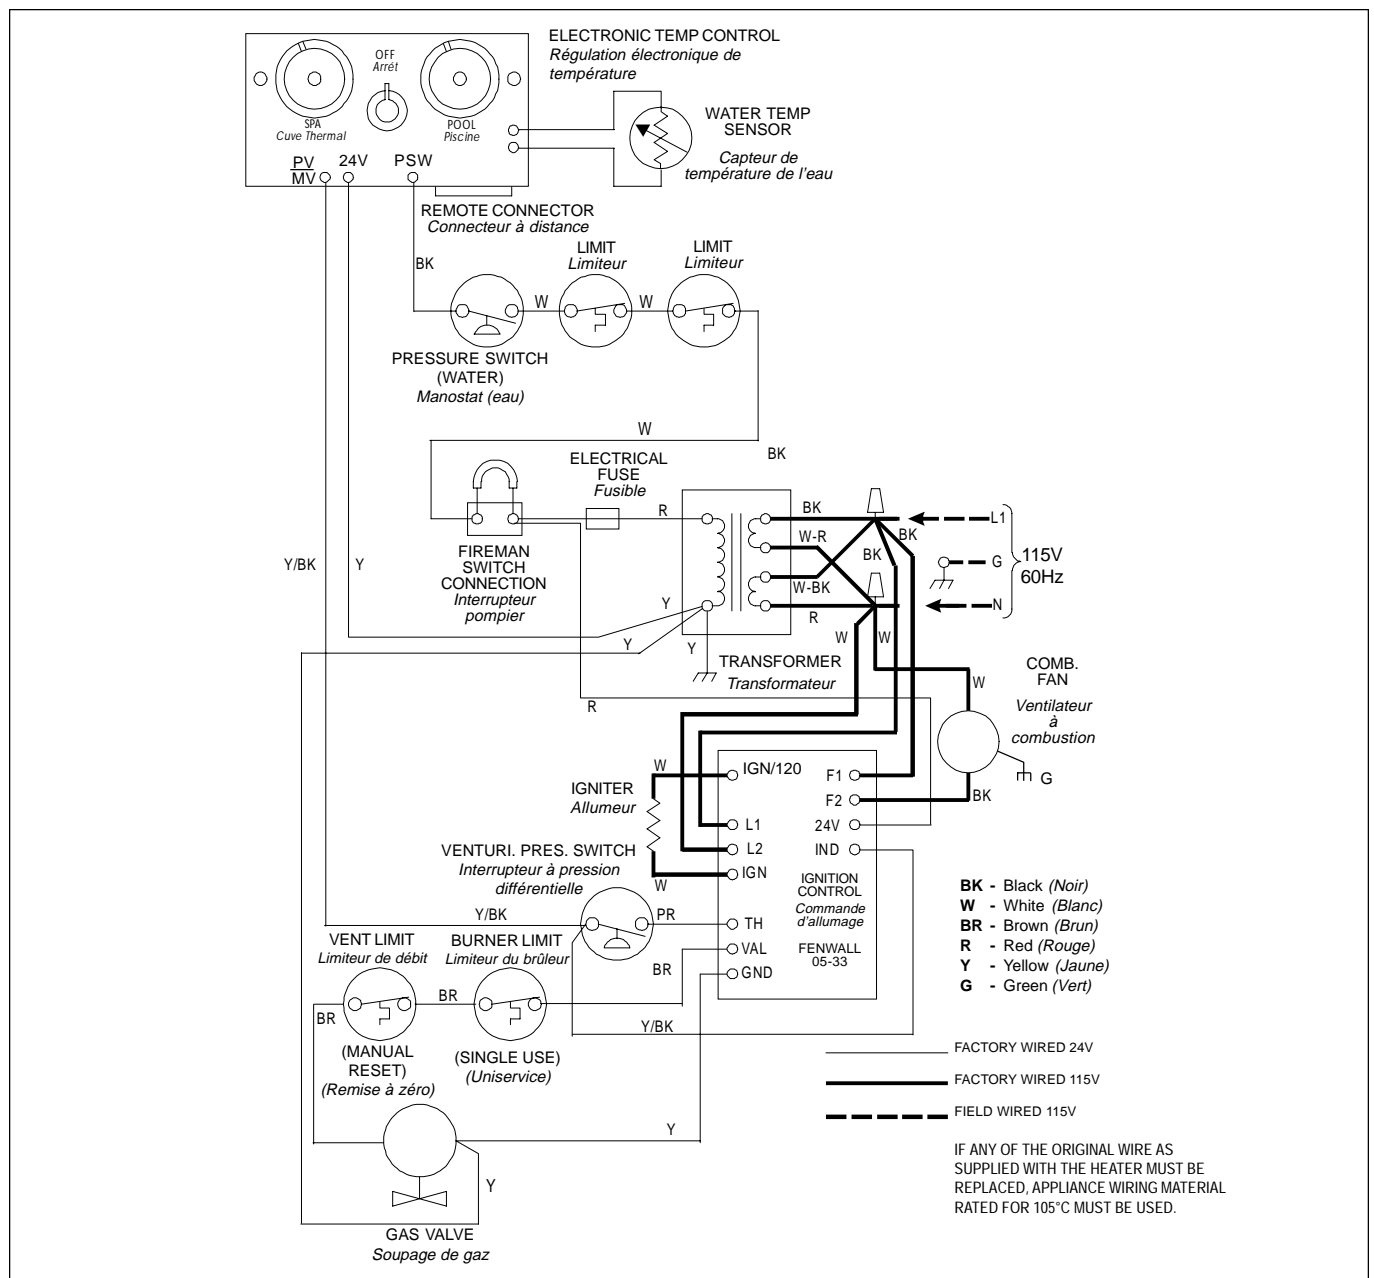 ELECTRONIC TEMP CONTROL
Régulation électronique de
température
OFF
Arrét
SPA
Cuve Thermal
POOL
Piscine
WATER TEMP
SENSOR
Capteur de
température de l'eau
PV
MV
24V
PSW
REMOTE CONNECTOR
Connecteur à distance
BK
LIMIT
Limiteur
LIMIT
Limiteur
W
W
PRESSURE SWITCH
(WATER)
Manostat (eau)
W
BK
ELECTRICAL
FUSE
Fusible
R
BK
W-R
BK
BK
L1
G
N
115V
60Hz
W-BK
R
FIREMAN
SWITCH
CONNECTION
Interrupteur
pompier
Y/BK
Y
Y
Y
Y
W
W
TRANSFORMER
Transformateur
R
COMB.
FAN
Ventilateur
à
combustion
W
G
BK
IGNITER
Allumeur
W
W
IGN/120
L1
L2
IGN
TH
VAL
GND
F1
F2
24V
IND
IGNITION
CONTROL
Commande
d'allumage
FENWALL
05-33
VENTURI. PRES. SWITCH
Interrupteur à pression
différentielle
Y/BK
PR
BR
VENT LIMIT
Limiteur de débit
BURNER LIMIT
Limiteur du brûleur
BR
BR
(MANUAL
RESET)
(Remise à zéro)
(SINGLE USE)
(Uniservice)
Y/BK
Y
Y
GAS VALVE
Soupage de gaz
BK - Black (Noir)
W - White (Blanc)
BR - Brown (Brun)
R - Red (Rouge)
Y - Yellow (Jaune)
G - Green (Vert)
FACTORY WIRED 24V
FACTORY WIRED 115V
FIELD WIRED 115V
IF ANY OF THE ORIGINAL WIRE AS
SUPPLIED WITH THE HEATER MUST BE
REPLACED, APPLIANCE WIRING MATERIAL
RATED FOR 105°C MUST BE USED.